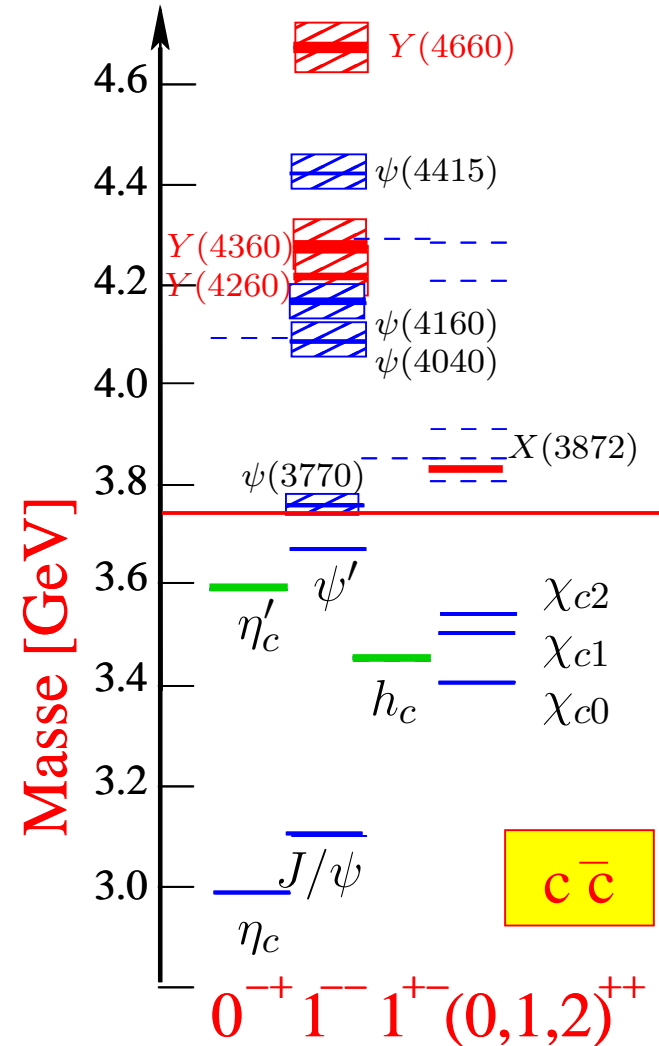 Y(4660)
4.6
4.4
ψ(4415)
Y(4360)
Y(4260)
4.2
ψ(4160)
ψ(4040)
4.0
X(3872)
ψ(3770)
3.8
Masse [GeV]
ψ′
3.6
η′c
χc2
χc1
hc
3.4
χc0
3.2
J/ψ
3.0
c c̅
ηc
0⁻⁺ 1⁻⁻ 1⁺⁻ (0,1,2)⁺⁺